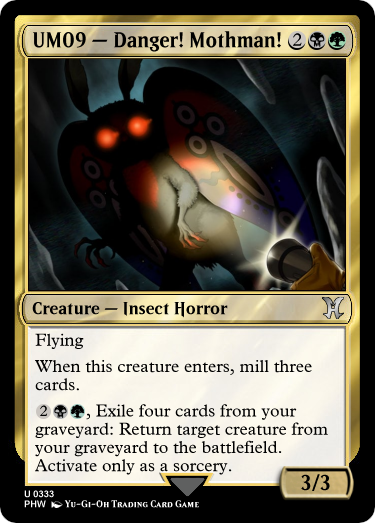 UM09 — Danger! Mothman! 2
Creature — Insect Horror
Flying
When this creature enters, mill three
cards.
2, Exile four cards from your
graveyard: Return target creature from
your graveyard to the battlefield.
Activate only as a sorcery.
3/3
U 0333
PHW Yu-Gi-Oh Trading Card Game